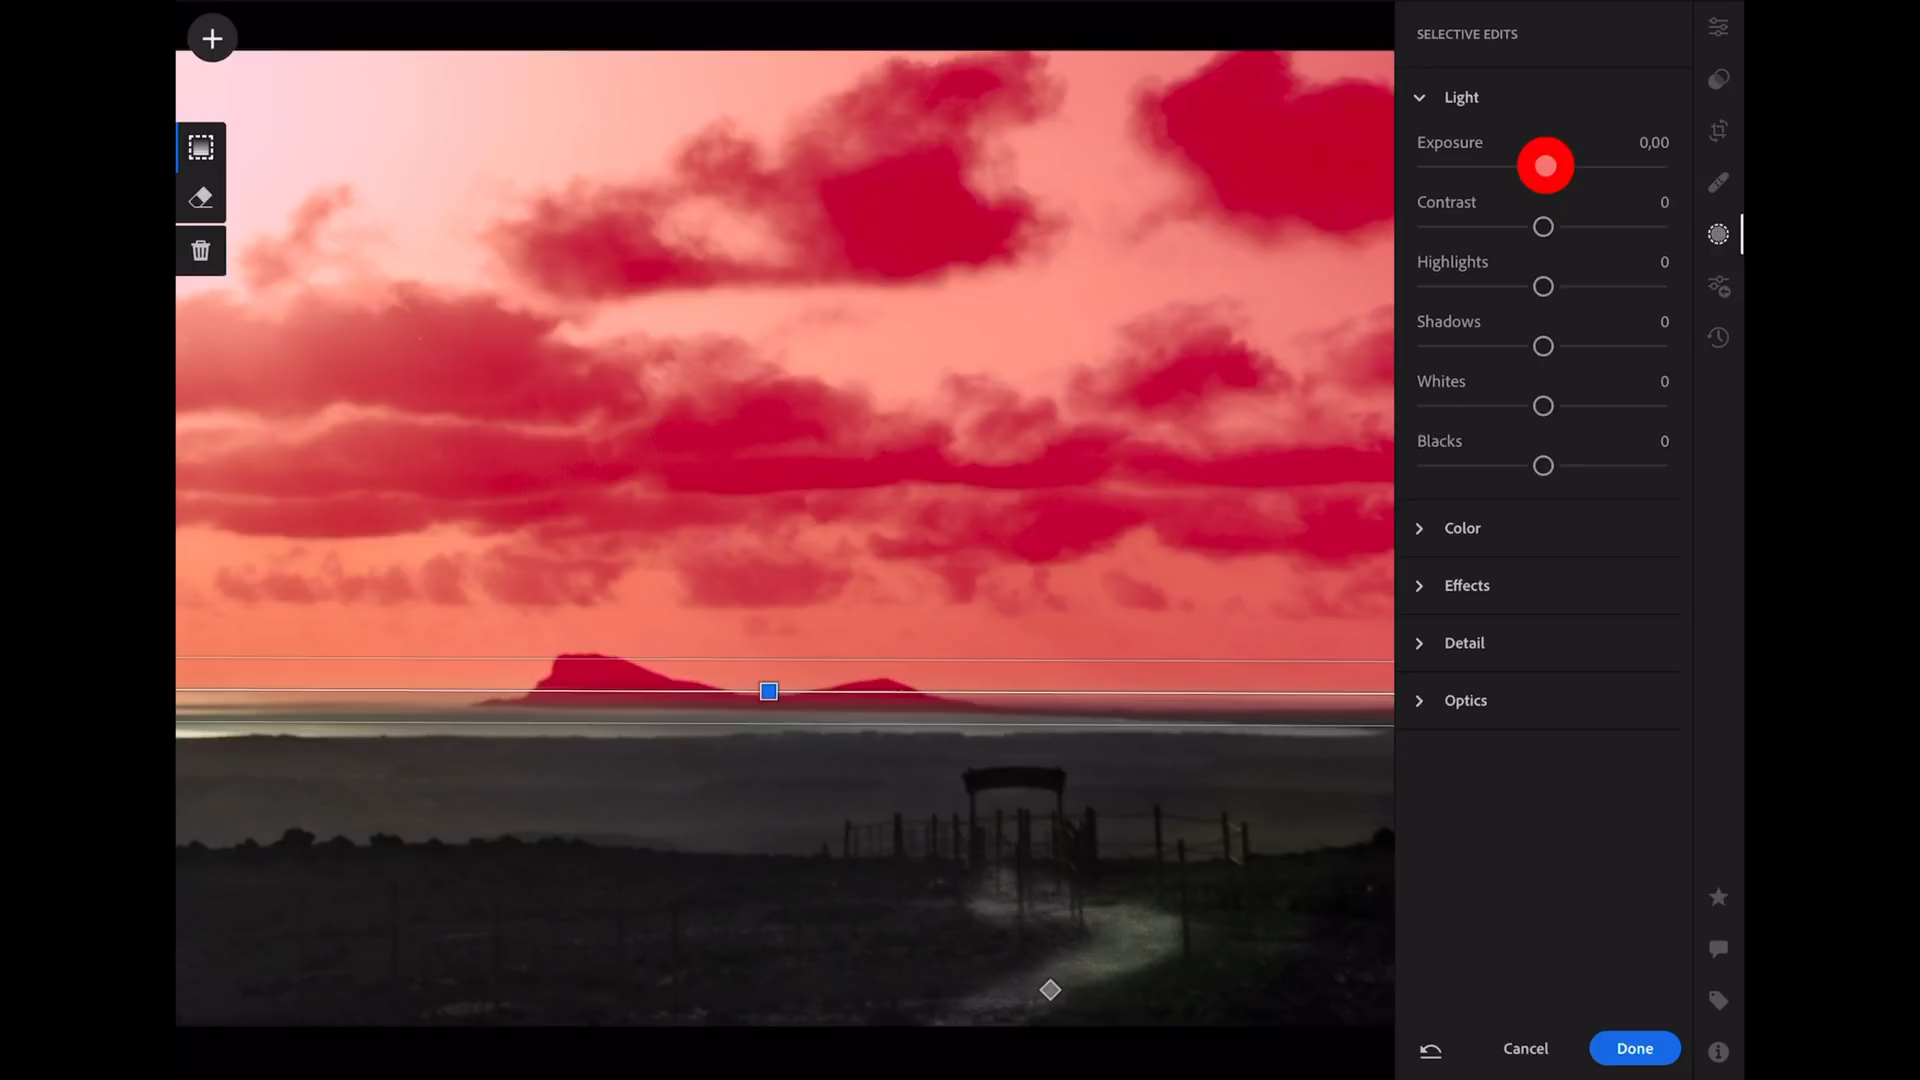 SELECTIVE EDITS
Light
Exposure 0,00
Contrast 0
Highlights 0
Shadows 0
Whites 0
Blacks 0
Color
Effects
Detail
Optics
Cancel Done